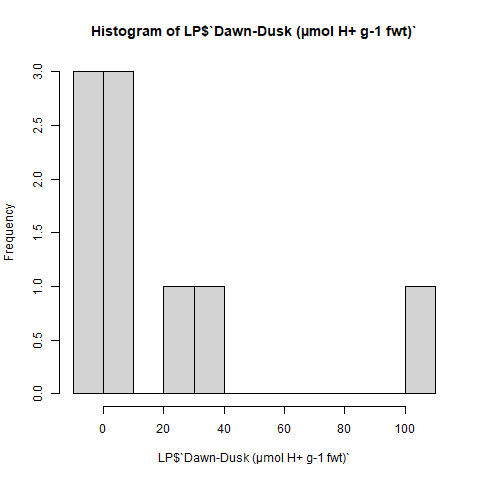 Histogram of LP$`Dawn-Dusk (µmol H+ g-1 fwt)`
3.0
2.5
2.0
1.5
1.0
0.5
0.0
Frequency
0 20 40 60 80 100
LP$`Dawn-Dusk (µmol H+ g-1 fwt)`